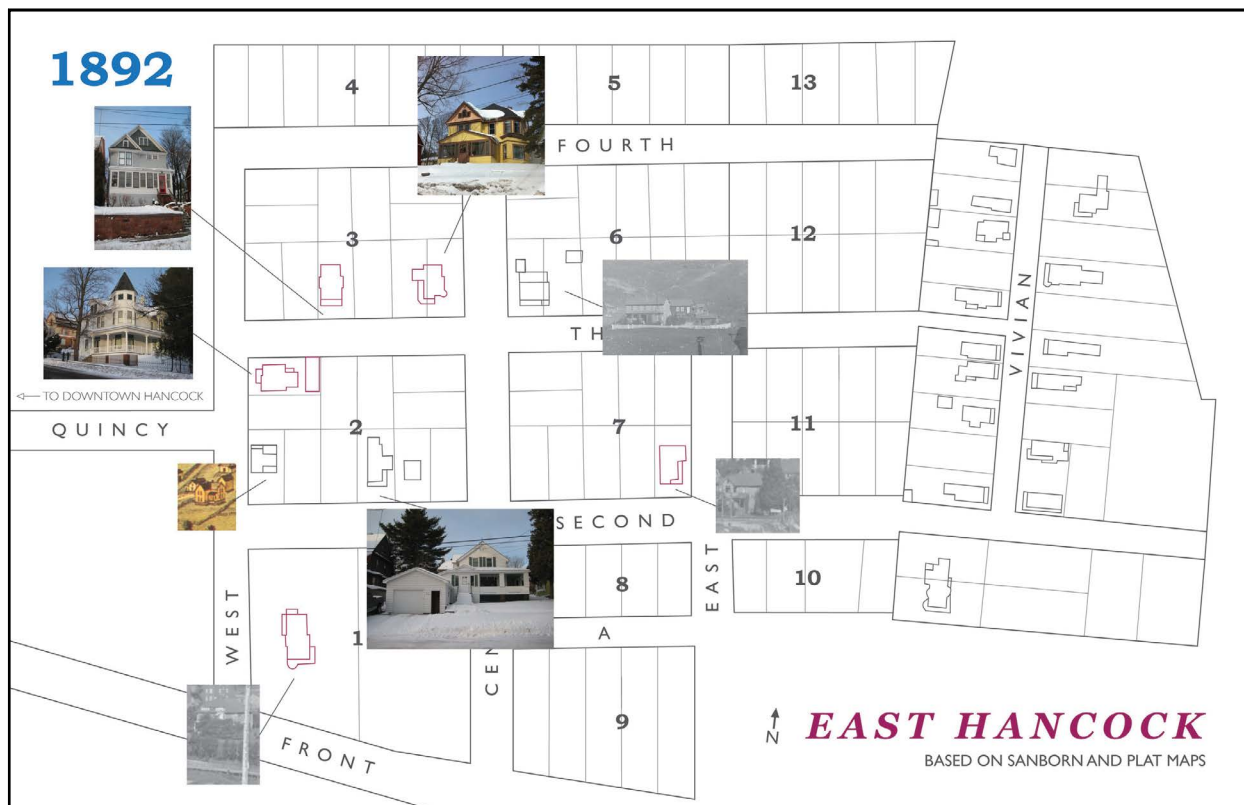 1892
4
5
13
FOURTH
3
6
12
TH
VIVIAN
← TO DOWNTOWN HANCOCK
QUINCY
2
7
11
SECOND
EAST
WEST
1
8
10
A
CEN
9
FRONT
N
EAST HANCOCK
BASED ON SANBORN AND PLAT MAPS